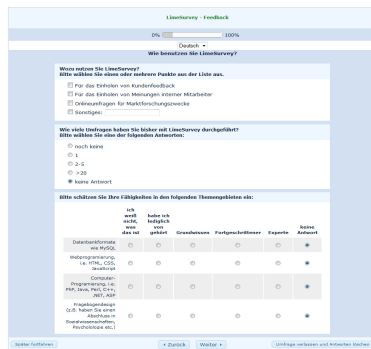 LimeSurvey - Feedback
0% 100%
Deutsch
Wie benutzen Sie LimeSurvey?
Wozu nutzen Sie LimeSurvey?
Bitte wählen Sie einen oder mehrere Punkte aus der Liste aus.
Für das Einholen von Kundenfeedback
Für das Einholen von Meinungen interner Mitarbeiter
Onlineumfragen für Marktforschungszwecke
Sonstiges:
Wie viele Umfragen haben Sie bisher mit LimeSurvey durchgeführt?
Bitte wählen Sie eine der folgenden Antworten:
noch keine
1
2-5
>20
keine Antwort
Bitte schätzen Sie Ihre Fähigkeiten in den folgenden Themengebieten ein:
ich weiß nicht, was das ist
habe ich lediglich von gehört
Grundwissen
Fortgeschrittener
Experte
keine Antwort
Datenbankformate
wie MySQL
Webprogramierung,
i.e. HTML, CSS,
JavaScript
Computer-
Programierung, i.e.
PHP, Java, Perl, C++,
.NET, ASP
Fragebogendesign
(z.B. haben Sie einen
Abschluss in
Sozialwissenschaften,
Psychologie etc.)
Später fortfahren
Zurück
Weiter
Umfrage verlassen und Antworten löschen